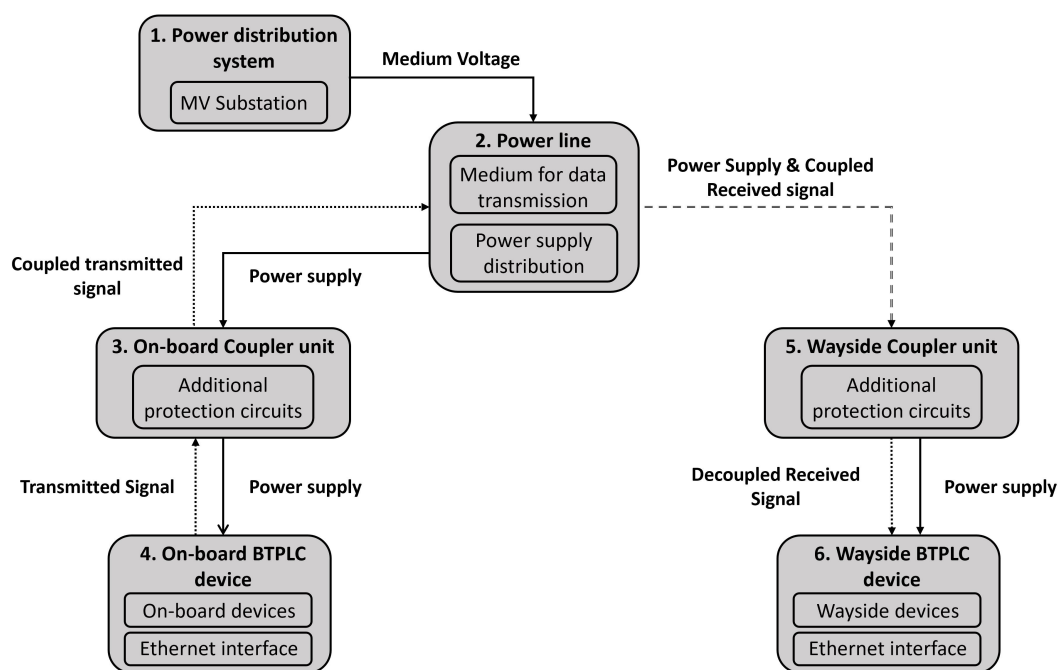 1. Power distribution
system
MV Substation
Medium Voltage
2. Power line
Medium for data
transmission
Power supply
distribution
Power Supply & Coupled
Received signal
Coupled transmitted
signal
Power supply
3. On-board Coupler unit
Additional
protection circuits
5. Wayside Coupler unit
Additional
protection circuits
Transmitted Signal
Power supply
Decoupled Received
Signal
Power supply
4. On-board BTPLC
device
On-board devices
Ethernet interface
6. Wayside BTPLC
device
Wayside devices
Ethernet interface